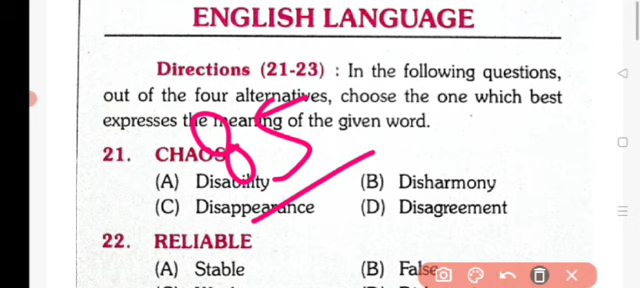 ENGLISH LANGUAGE
Directions (21-23) : In the following questions,
out of the four alternatives, choose the one which best
expresses the meaning of the given word.
85
21. CHAOS
(A) Disability (B) Disharmony
(C) Disappearance (D) Disagreement
22. RELIABLE
(A) Stable (B) False